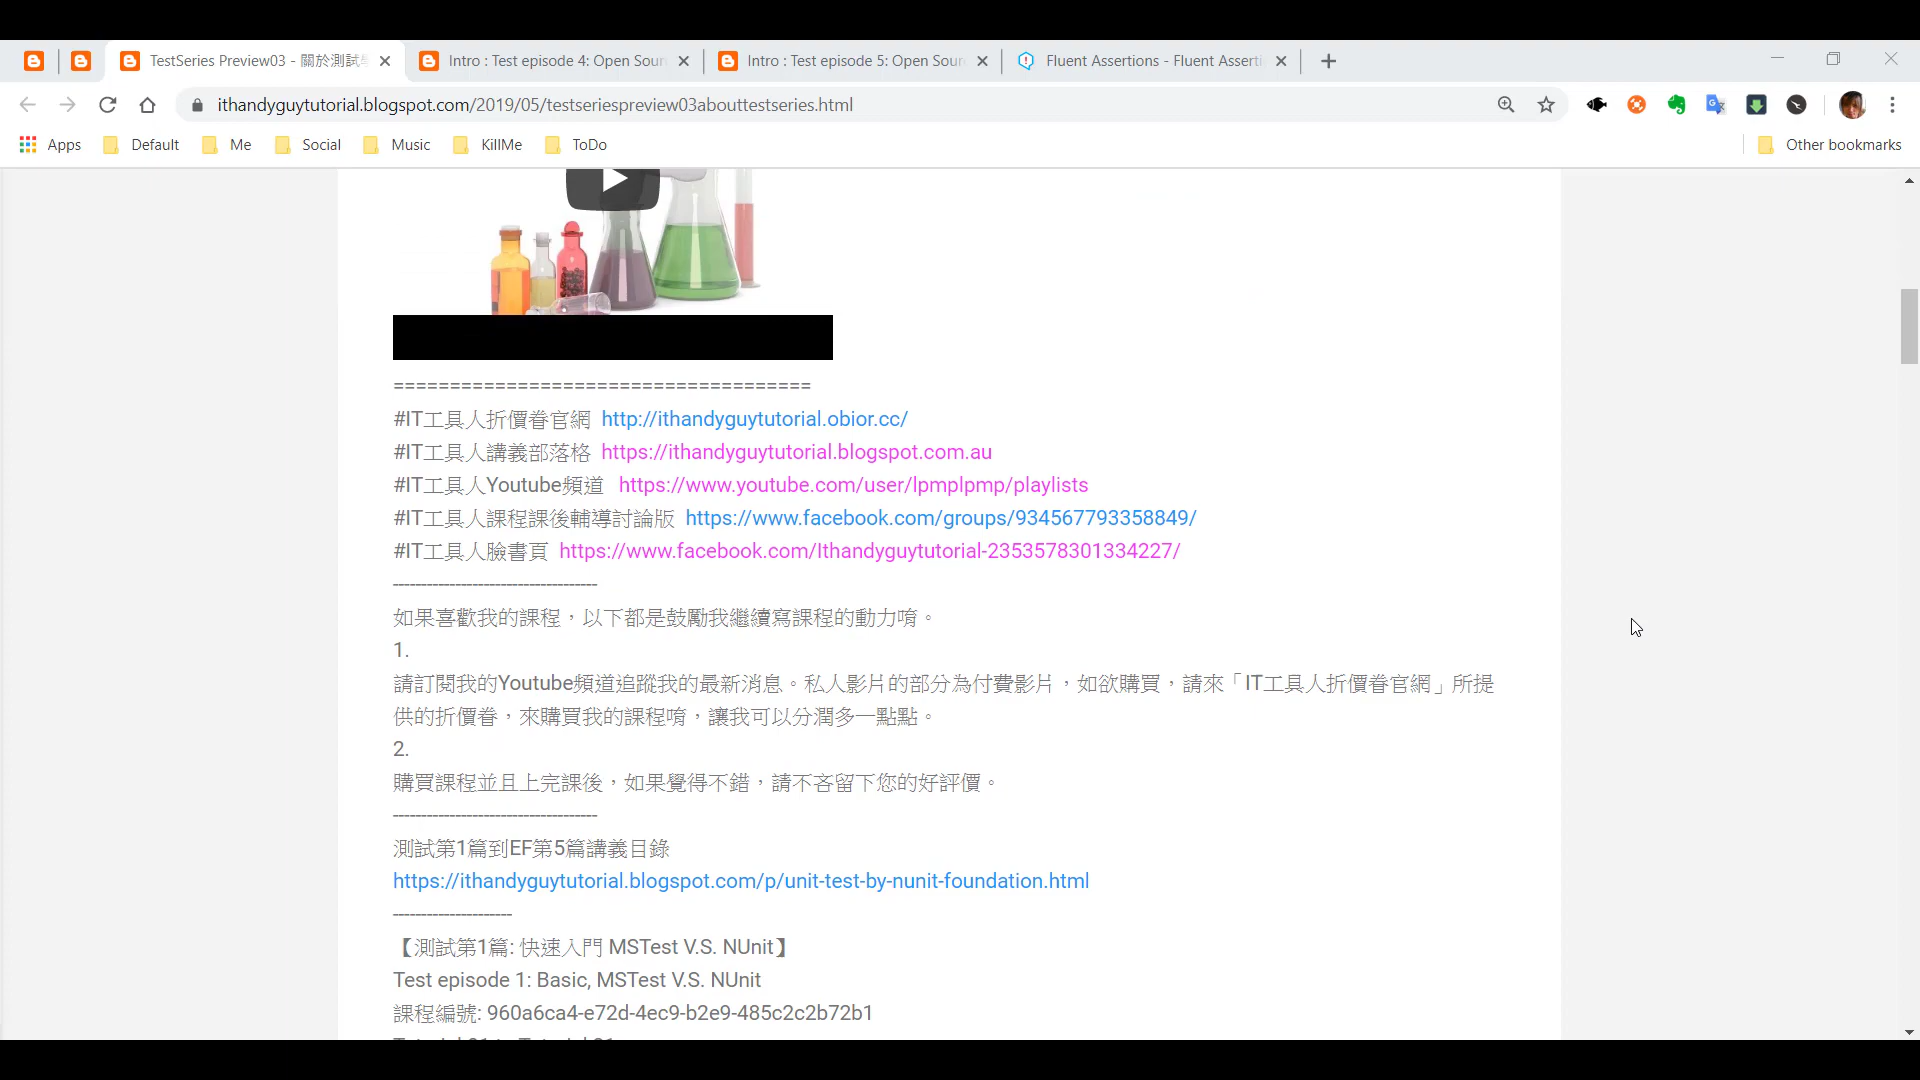 TestSeries Preview03 - 關於測試
Intro : Test episode 4: Open Sour
Intro : Test episode 5: Open Sour
Fluent Assertions - Fluent Asserti
ithandyguytutorial.blogspot.com/2019/05/testseriespreview03abouttestseries.html
Apps Default Me Social Music KillMe ToDo Other bookmarks
=====================================
#IT工具人折價眷官網 http://ithandyguytutorial.obior.cc/
#IT工具人講義部落格 https://ithandyguytutorial.blogspot.com.au
#IT工具人Youtube頻道 https://www.youtube.com/user/lpmplpmp/playlists
#IT工具人課程課後輔導討論版 https://www.facebook.com/groups/934567793358849/
#IT工具人臉書頁 https://www.facebook.com/Ithandyguytutorial-2353578301334227/
------------------------------------
如果喜歡我的課程，以下都是鼓勵我繼續寫課程的動力唷。
1.
請訂閱我的Youtube頻道追蹤我的最新消息。私人影片的部分為付費影片，如欲購買，請來「IT工具人折價眷官網」所提
供的折價眷，來購買我的課程唷，讓我可以分潤多一點點。
2.
購買課程並且上完課後，如果覺得不錯，請不吝留下您的好評價。
------------------------------------
測試第1篇到EF第5篇講義目錄
https://ithandyguytutorial.blogspot.com/p/unit-test-by-nunit-foundation.html
---------------------
【測試第1篇: 快速入門 MSTest V.S. NUnit】
Test episode 1: Basic, MSTest V.S. NUnit
課程編號: 960a6ca4-e72d-4ec9-b2e9-485c2c2b72b1